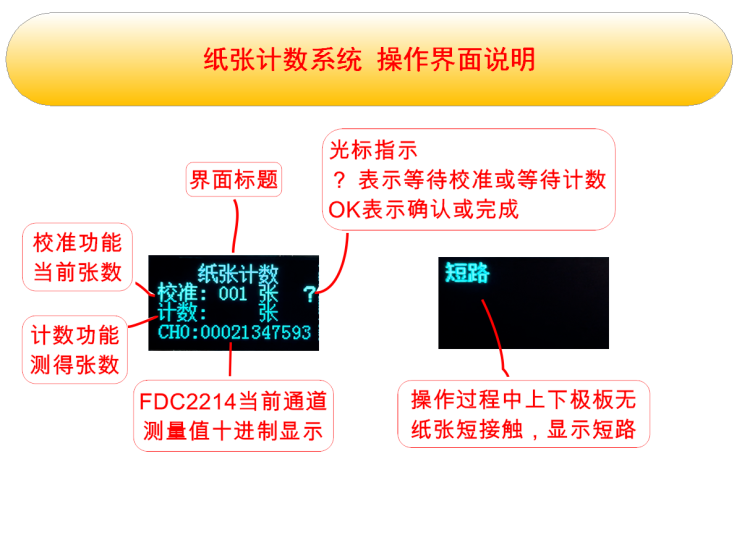 纸张计数系统 操作界面说明
光标指示
？ 表示等待校准或等待计数
OK表示确认或完成
界面标题
校准功能
当前张数
计数功能
测得张数
纸张计数
校准: 001 张 ?
计数: 张
CH0:00021347593
短路
FDC2214当前通道
测量值十进制显示
操作过程中上下极板无
纸张短接触，显示短路